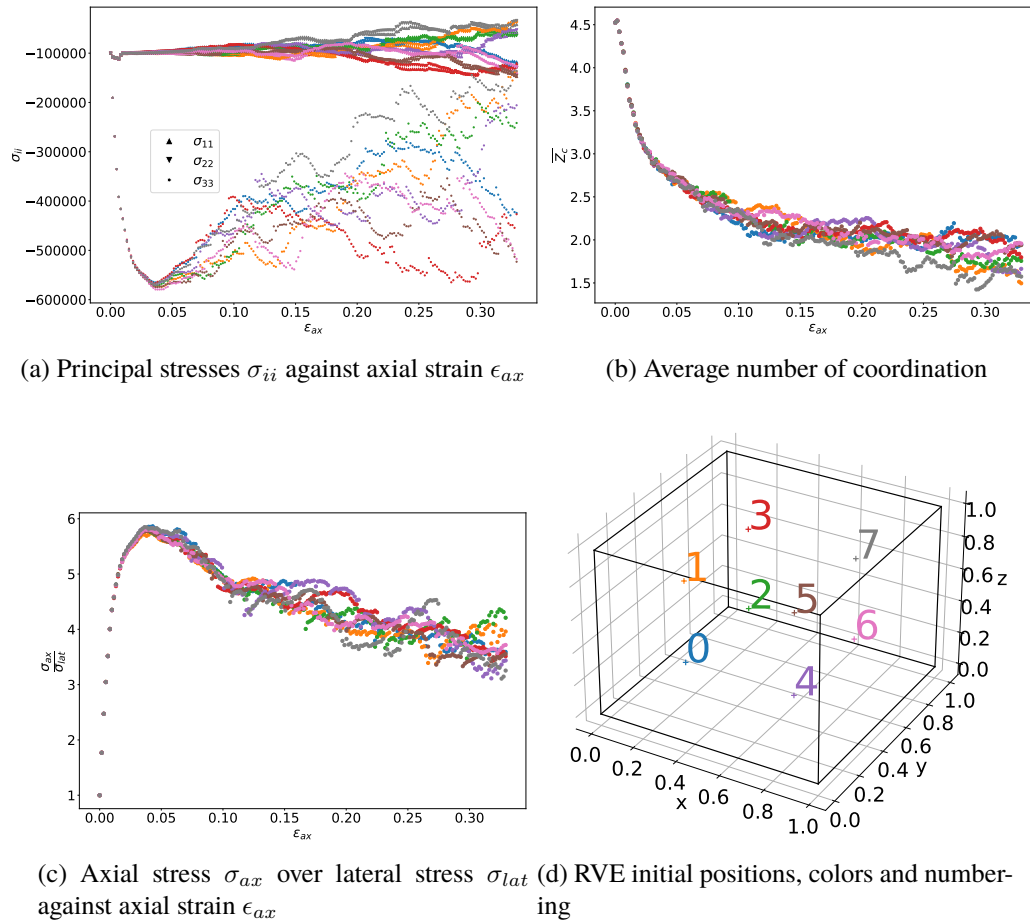 −100000
−200000
−300000
−400000
−500000
−600000
σii
σ11
σ22
σ33
0.00 0.05 0.10 0.15 0.20 0.25 0.30
εax
4.5
4.0
3.5
3.0
2.5
2.0
1.5
Zc
0.00 0.05 0.10 0.15 0.20 0.25 0.30
εax
(a) Principal stresses σii against axial strain ϵax
(b) Average number of coordination
6
5
4
3
2
1
σax
σlat
0.00 0.05 0.10 0.15 0.20 0.25 0.30
εax
3
7
1
2
5
6
0
4
1.0
0.8
0.6
0.4
0.2
0.0
z
0.0 0.2 0.4 0.6 0.8 1.0
x
0.0 0.2 0.4 0.6 0.8 1.0
y
(c) Axial stress σax over lateral stress σlat
against axial strain ϵax
(d) RVE initial positions, colors and number-
ing